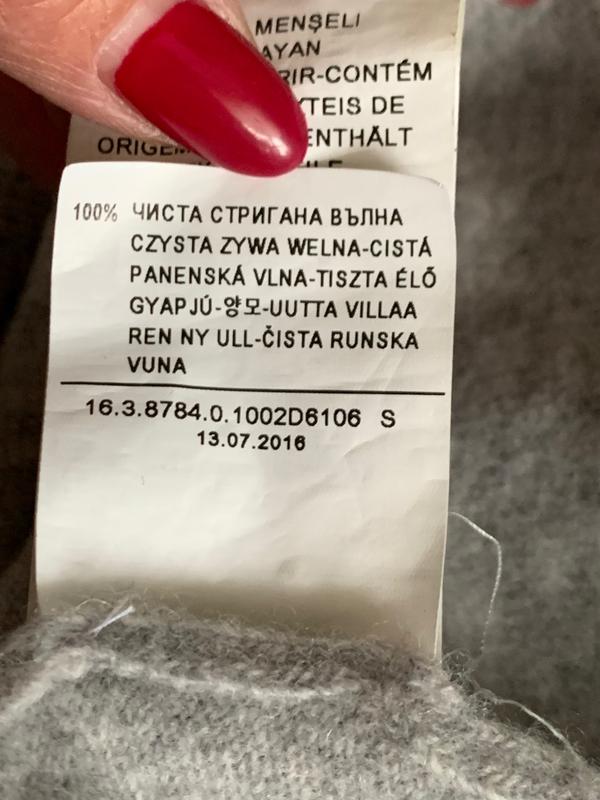 MENŞELİ
AYAN
RIR-CONTÉM
TEIS DE
ENTHÄLT
100% ЧИСТА СТРИГАНА ВЪЛНА
CZYSTA ZYWA WELNA-CISTÁ
PANENSKÁ VLNA-TISZTA ÉLŐ
GYAPJÚ-양모-UUTTA VILLAA
REN NY ULL-ČISTA RUNSKA
VUNA
16.3.8784.0.1002D6106 S
13.07.2016